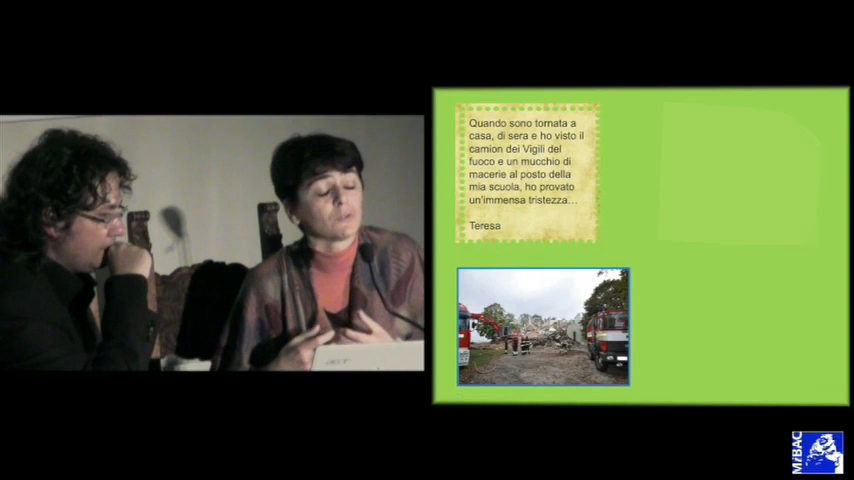 Quando sono tornata a
casa, di sera e ho visto il
camion dei Vigili del
fuoco e un mucchio di
macerie al posto della
mia scuola, ho provato
un'immensa tristezza...
Teresa
acer
MiBAC